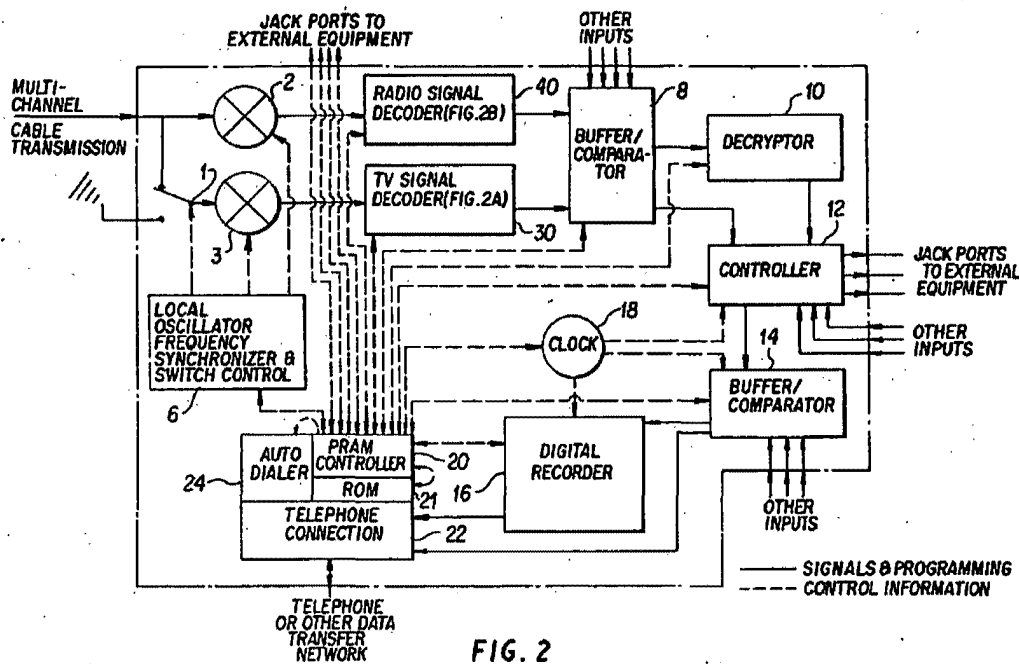 JACK PORTS TO
EXTERNAL EQUIPMENT
OTHER
INPUTS
MULTI-
CHANNEL
CABLE
TRANSMISSION
2
RADIO SIGNAL
DECODER(FIG.2B)
40
8
BUFFER/
COMPARA-
TOR
10
DECRYPTOR
1
3
TV SIGNAL
DECODER(FIG.2A)
30
12
CONTROLLER
JACK PORTS
TO EXTERNAL
EQUIPMENT
LOCAL
OSCILLATOR
FREQUENCY
SYNCHRONIZER &
SWITCH CONTROL
6
18
CLOCK
OTHER
INPUTS
14
BUFFER/
COMPARATOR
AUTO
DIALER
24
PRAM
CONTROLLER
20
ROM
21
16
DIGITAL
RECORDER
TELEPHONE
CONNECTION
22
OTHER
INPUTS
SIGNALS & PROGRAMMING
CONTROL INFORMATION
TELEPHONE
OR OTHER DATA
TRANSFER
NETWORK
FIG. 2